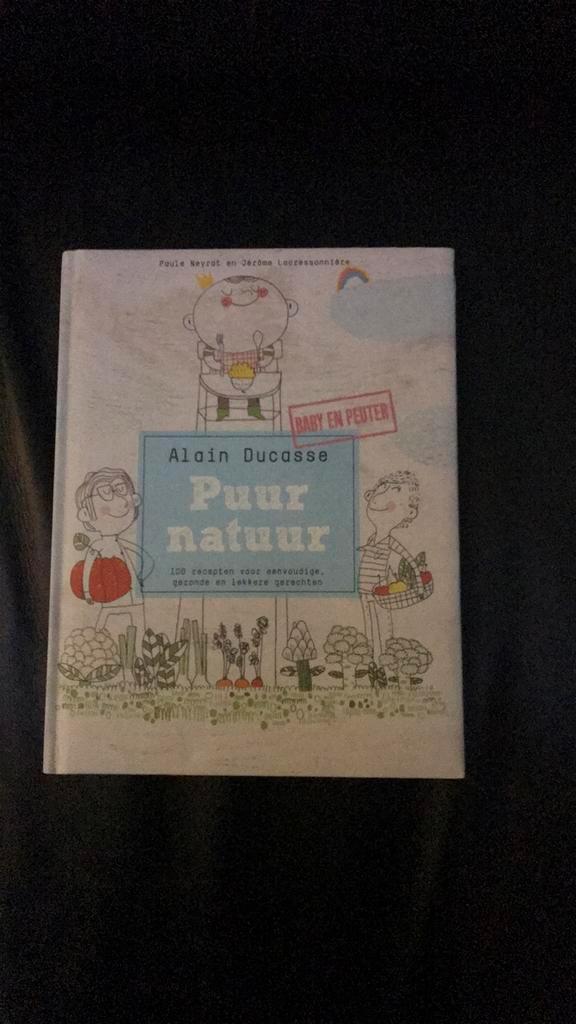 Paule Neyrat en Jérôme Lacressonnière
BABY EN PEUTER
Alain Ducasse
Puur
natuur
100 recepten voor eenvoudige,
gezonde en lekkere gerechten